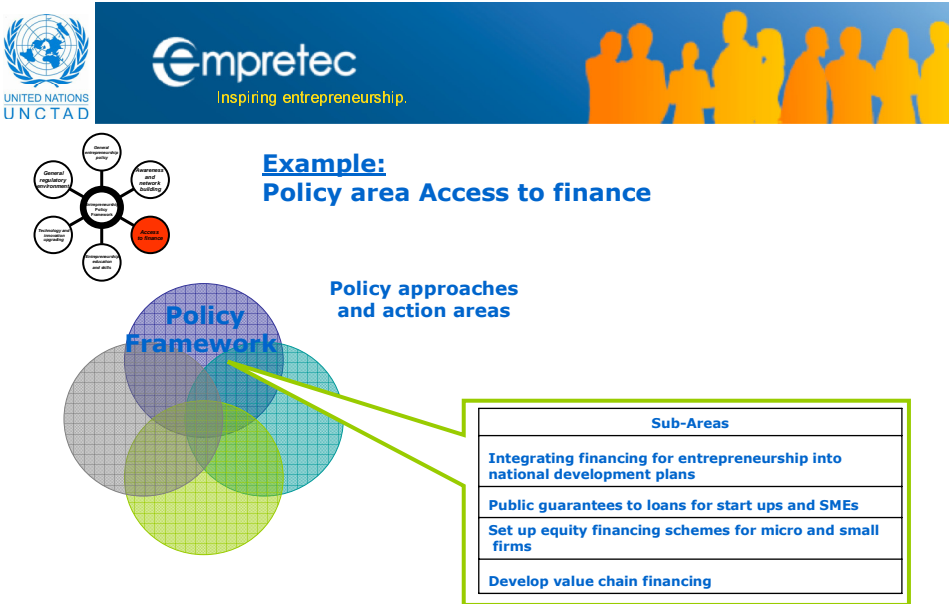 UNITED NATIONS
UNCTAD
Empretec
Inspiring entrepreneurship.
General
entrepreneurship
policy
General
regulatory
environment
Awareness
and
network
building
Entrepreneurship
Policy
Framework
Technology and
innovation
upgrading
Access
to finance
Entrepreneurship
education
and skills
Example:
Policy area Access to finance
Policy approaches
and action areas
Policy
Framework
Sub-Areas
Integrating financing for entrepreneurship into
national development plans
Public guarantees to loans for start ups and SMEs
Set up equity financing schemes for micro and small
firms
Develop value chain financing